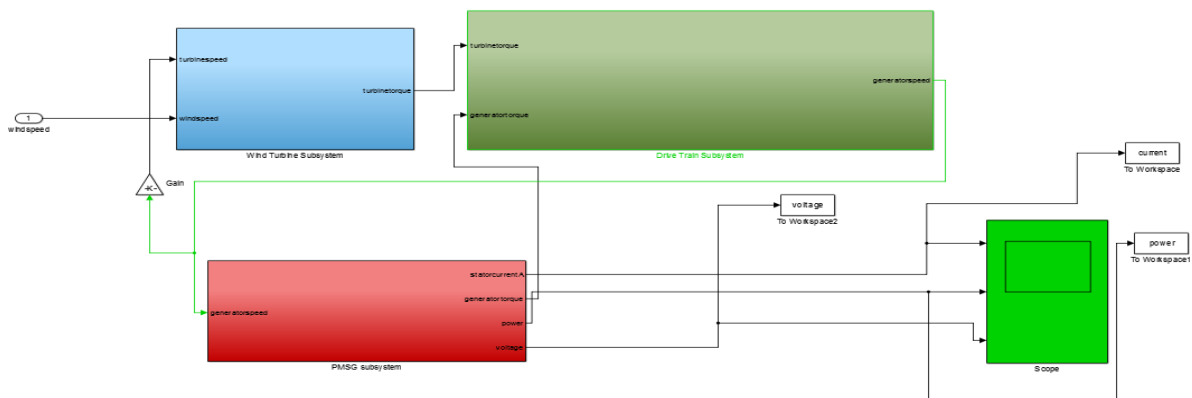 turbinespeed
turbinetorque
windspeed
Wind Turbine Subsystem
turbinetorque
generatorspeed
generatortorque
Drive Train Subsystem
1
windspeed
-K-
Gain
current
To Workspace
voltage
To Workspace2
power
To Workspace1
statorcurrentA
generatortorque
generatorspeed
power
voltage
PMSG subsystem
Scope